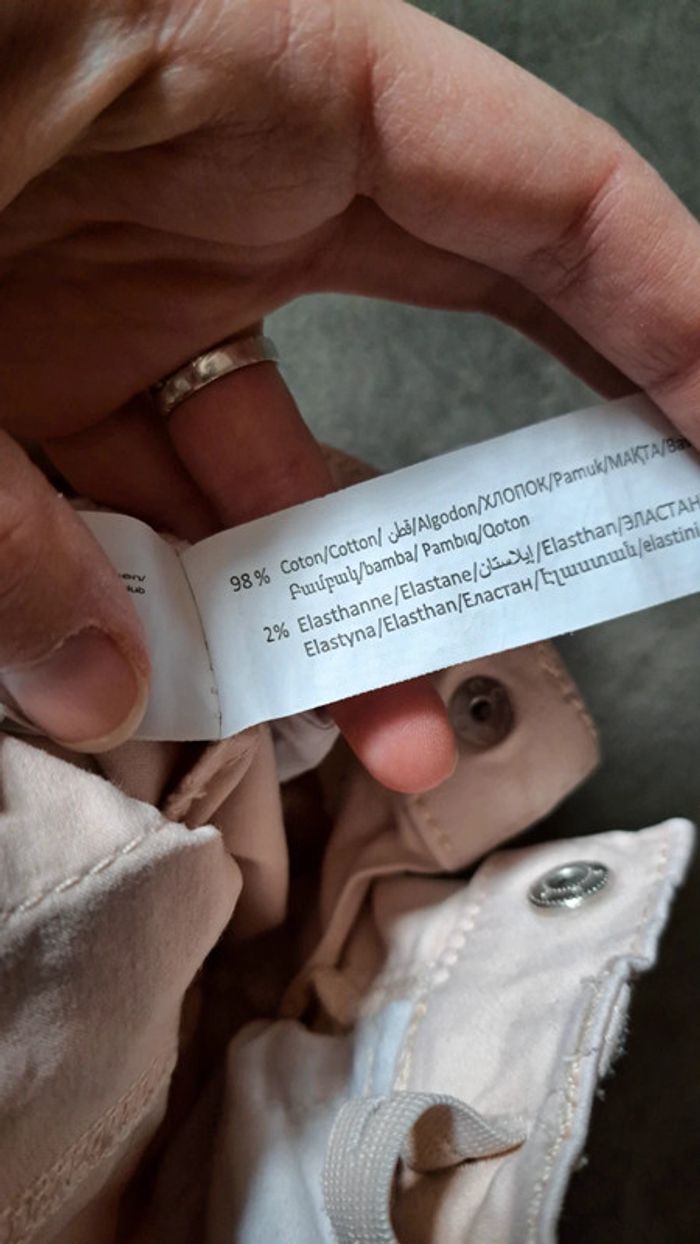 98% Coton/Cotton/ قطن /Algodon/ХЛОПОК/Pamuk/МАҚТА/
Բամբակ/bamba/ Pambıq/Qoton
2% Elasthanne/Elastane/إيلاستان/Elasthan/ЭЛАСТАН
Elastyna/Elasthan/Еластан/Էլաստան/elastini